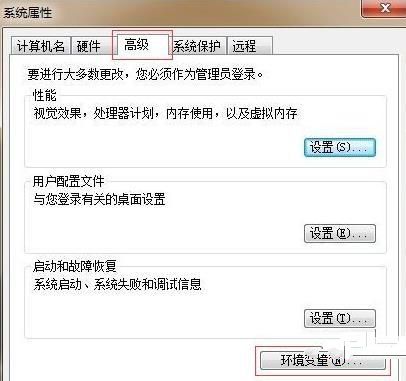 系统属性
计算机名 硬件 高级 系统保护 远程
要进行大多数更改，您必须作为管理员登录。
性能
视觉效果，处理器计划，内存使用，以及虚拟内存
设置(S)...
用户配置文件
与您登录有关的桌面设置
设置(E)...
启动和故障恢复
系统启动、系统失败和调试信息
设置(T)...
环境变量(N)...